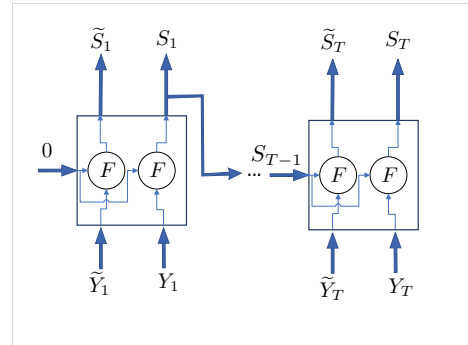 S̃₁ S₁ S̃_T S_T
0 F F ... S_{T−1} F F
Ỹ₁ Y₁ Ỹ_T Y_T